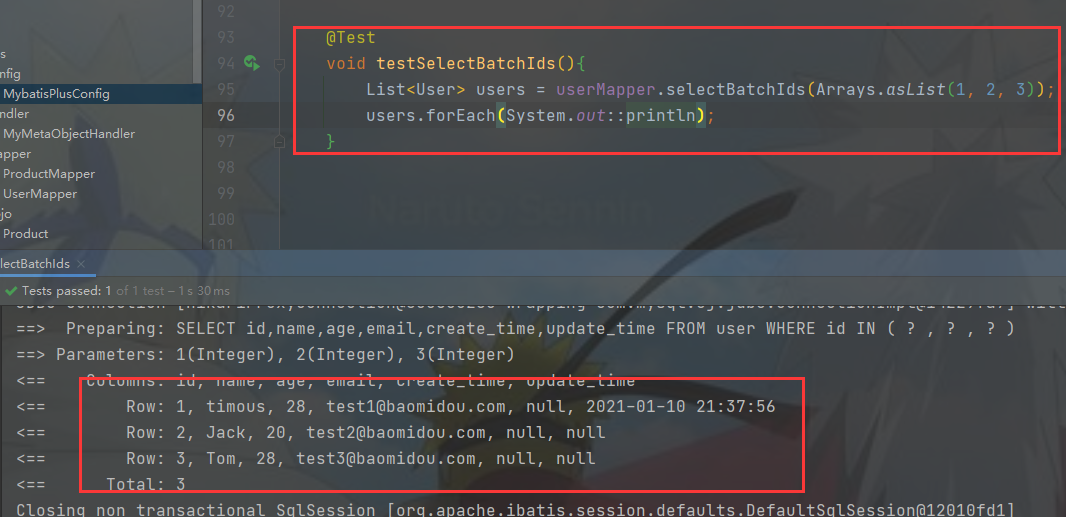 92
93 @Test
s
94 void testSelectBatchIds(){
nfig
95 List<User> users = userMapper.selectBatchIds(Arrays.asList(1, 2, 3));
MybatisPlusConfig
96 users.forEach(System.out::println);
ndler
97 }
MyMetaObjectHandler
apper
98
ProductMapper
99
UserMapper
jo
100
Product
101
lectBatchIds ×
Tests passed: 1 of 1 test – 1 s 30 ms
==> Preparing: SELECT id,name,age,email,create_time,update_time FROM user WHERE id IN ( ? , ? , ? )
==> Parameters: 1(Integer), 2(Integer), 3(Integer)
<== Columns: id, name, age, email, create_time, update_time
<== Row: 1, timous, 28, test1@baomidou.com, null, 2021-01-10 21:37:56
<== Row: 2, Jack, 20, test2@baomidou.com, null, null
<== Row: 3, Tom, 28, test3@baomidou.com, null, null
<== Total: 3
Closing non transactional SqlSession [org.apache.ibatis.session.defaults.DefaultSqlSession@12010fd1]